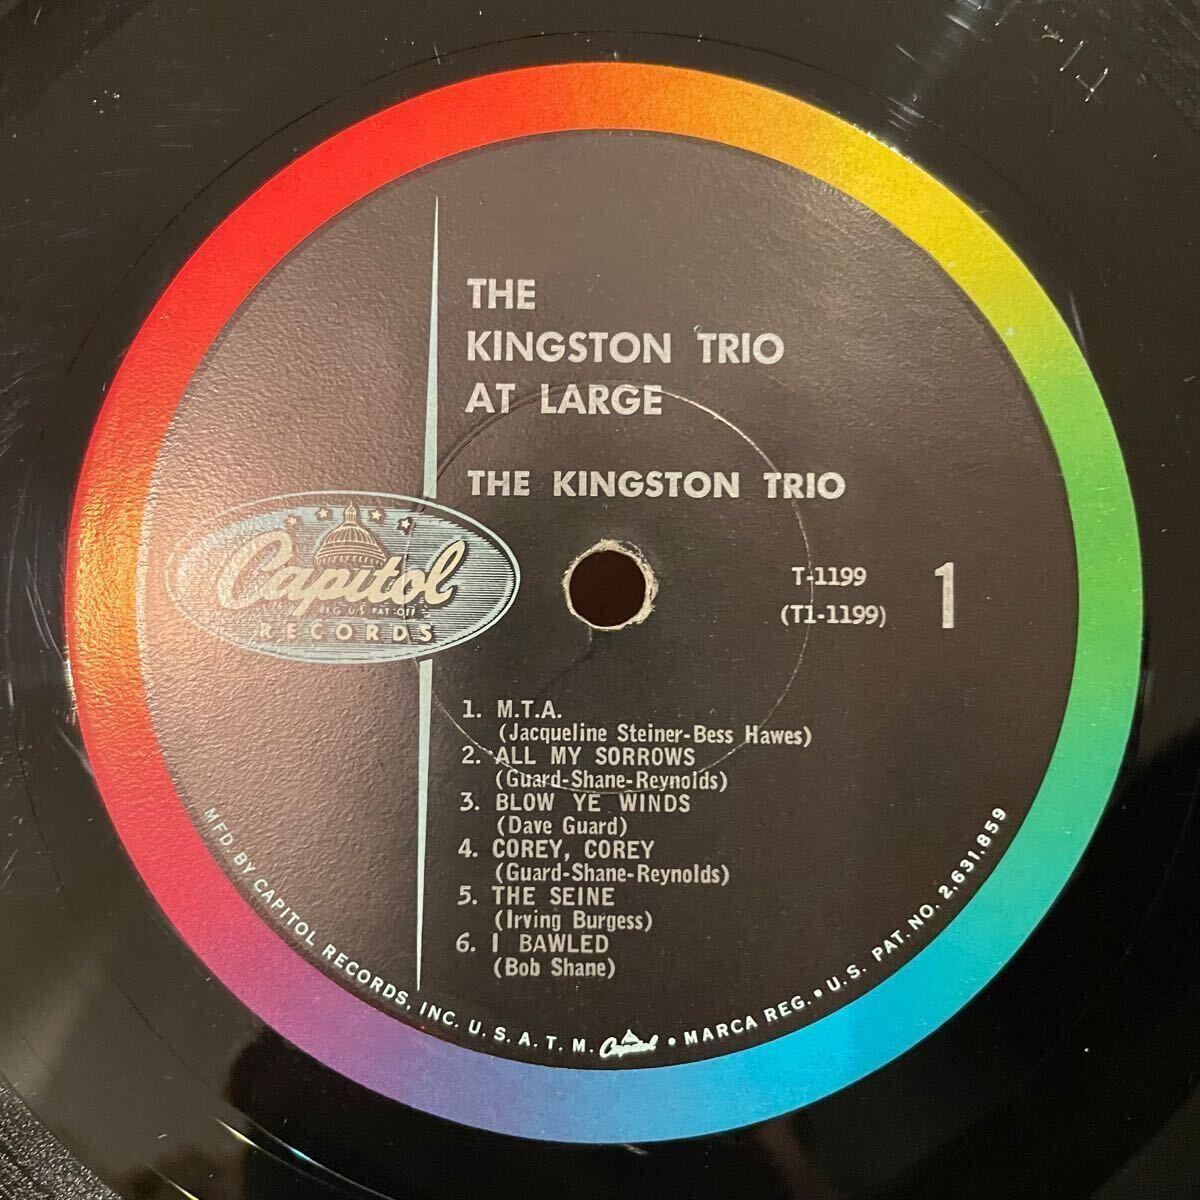 THE
KINGSTON TRIO
AT LARGE
THE KINGSTON TRIO
Capitol
REG. U.S. PAT. OFF.
RECORDS
T-1199
(T1-1199)
1
1. M.T.A.
(Jacqueline Steiner-Bess Hawes)
2. ALL MY SORROWS
(Guard-Shane-Reynolds)
3. BLOW YE WINDS
(Dave Guard)
4. COREY, COREY
(Guard-Shane-Reynolds)
5. THE SEINE
(Irving Burgess)
6. I BAWLED
(Bob Shane)
MFD. BY CAPITOL RECORDS, INC. U.S.A. T.M. Capitol • MARCA REG. • U.S. PAT. NO. 2,631,859